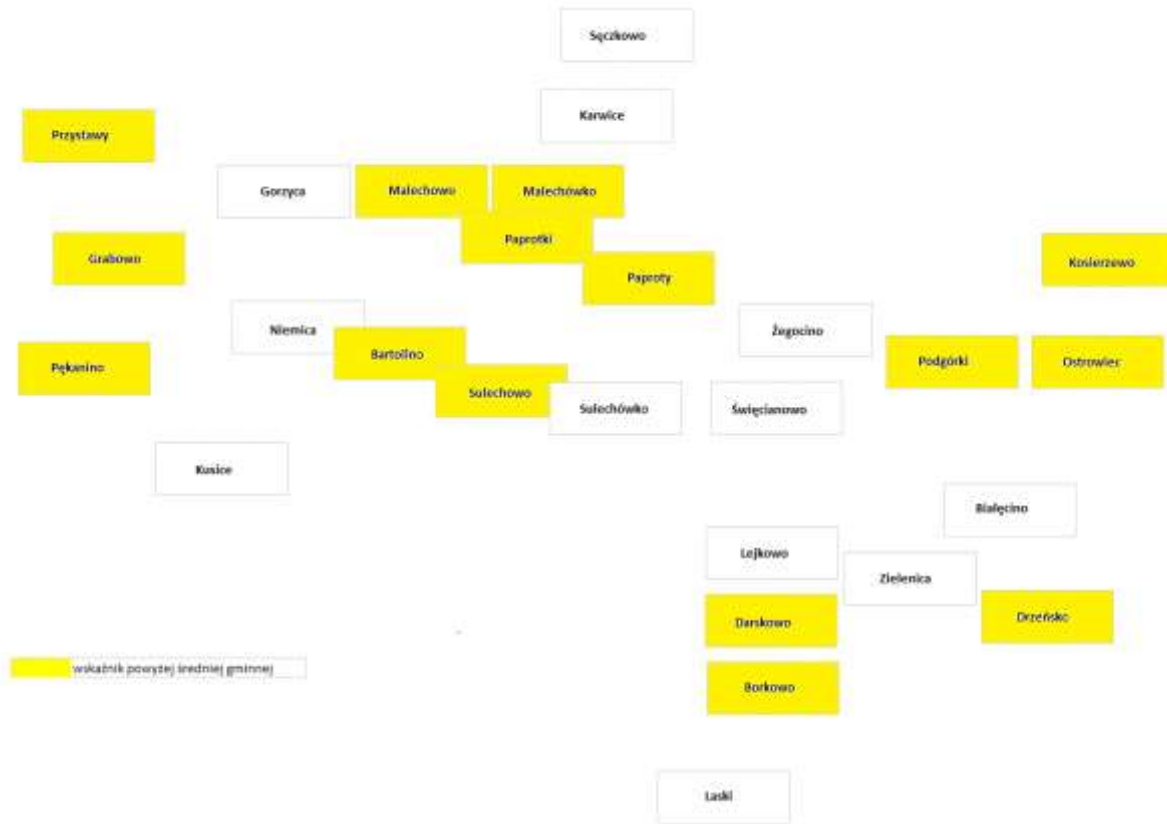 Sęczkowo
Karwice
Przystawy
Gorzyca
Malechowo
Malechówko
Paprotki
Grabowo
Kosierzewo
Paproty
Niemica
Żegocino
Bartolino
Podgórki
Ostrowiec
Pękanino
Sulechowo
Sulechówko
Święcianowo
Kusice
Białęcino
Lejkowo
Zielenica
Drzeńsko
Darskowo
wskaźnik powyżej średniej gminnej
Borkowo
Laski